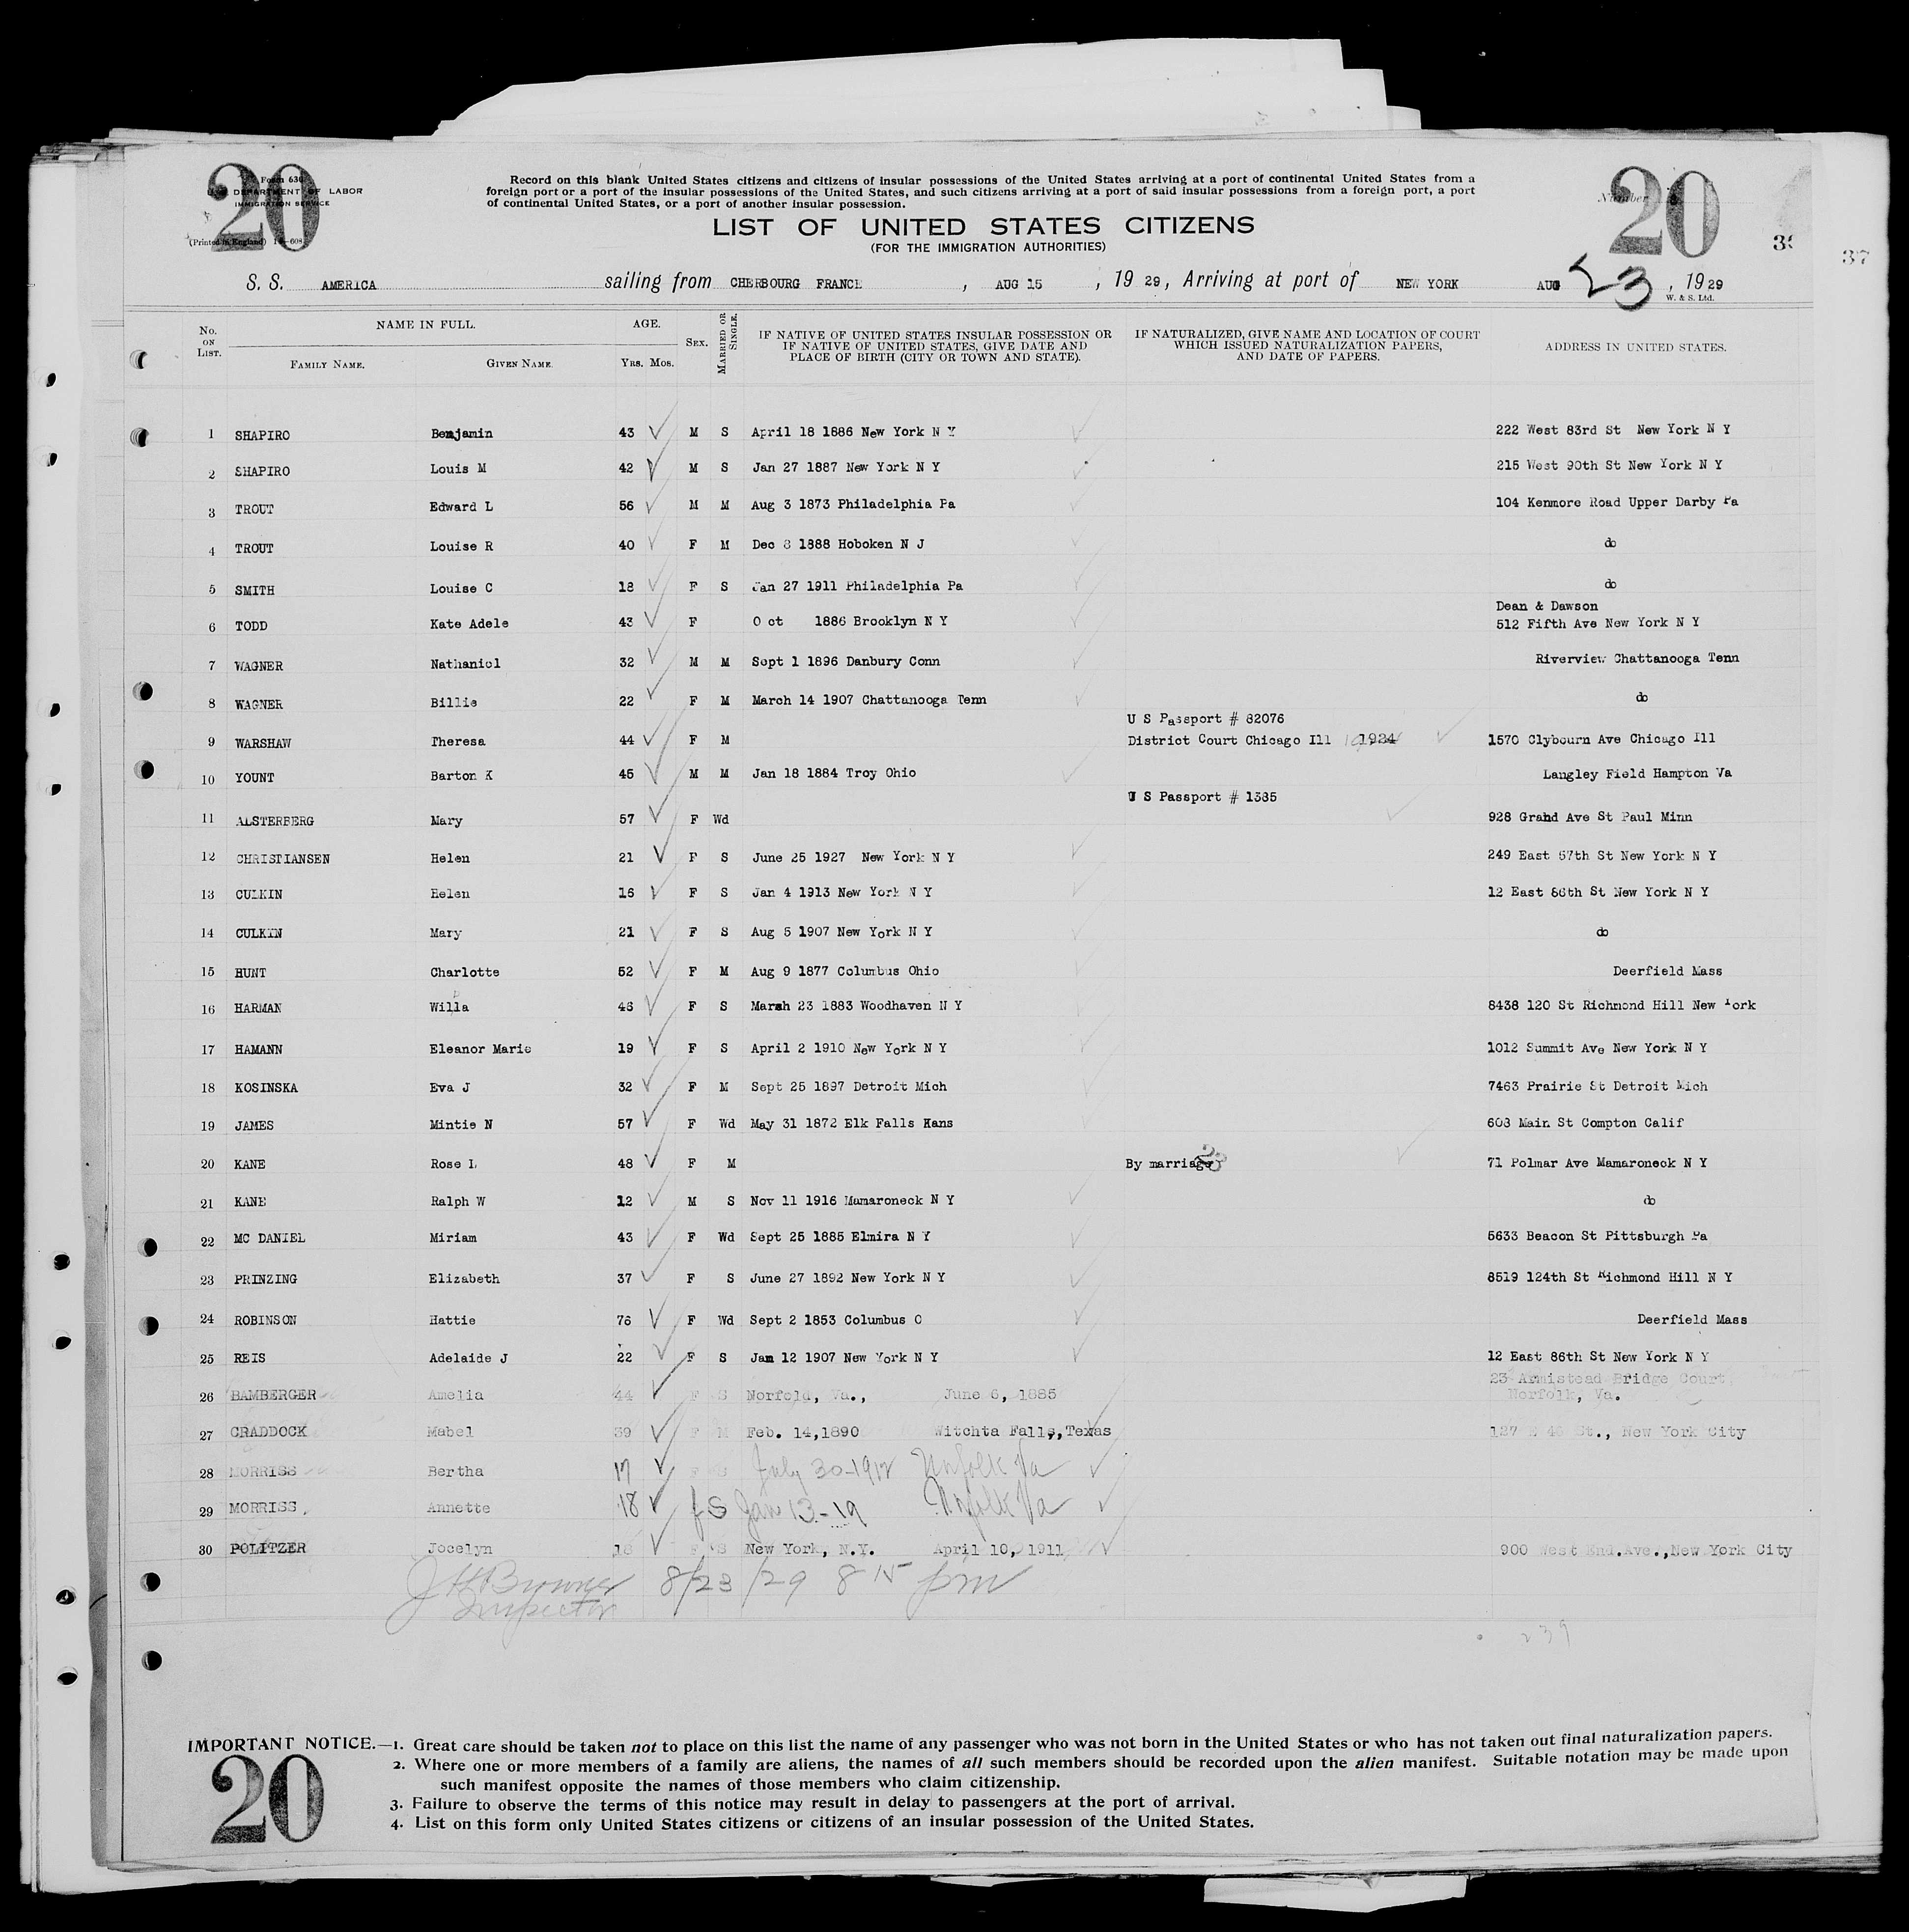 20
Form 630
U. S. DEPARTMENT OF LABOR
IMMIGRATION SERVICE
(Printed in England)
Record on this blank United States citizens and citizens of insular possessions of the United States arriving at a port of continental United States from a
foreign port or a port of the insular possessions of the United States, and such citizens arriving at a port of said insular possessions from a foreign port, a port
of continental United States, or a port of another insular possession.
LIST OF UNITED STATES CITIZENS
(FOR THE IMMIGRATION AUTHORITIES)
Number 20
37
S. S. AMERICA sailing from CHERBOURG FRANCE, AUG 15, 19 29, Arriving at port of NEW YORK AUG 23, 19 29
W. & S. Ltd.
No. ON LIST. NAME IN FULL. FAMILY NAME. GIVEN NAME. AGE. YRS. MOS. SEX. MARRIED OR SINGLE. IF NATIVE OF UNITED STATES INSULAR POSSESSION OR IF NATIVE OF UNITED STATES, GIVE DATE AND PLACE OF BIRTH (CITY OR TOWN AND STATE). IF NATURALIZED, GIVE NAME AND LOCATION OF COURT WHICH ISSUED NATURALIZATION PAPERS, AND DATE OF PAPERS. ADDRESS IN UNITED STATES.
1 SHAPIRO Benjamin 43 M S April 18 1886 New York N Y 222 West 83rd St New York N Y
2 SHAPIRO Louis M 42 M S Jan 27 1887 New York N Y 215 West 90th St New York N Y
3 TROUT Edward L 56 M M Aug 3 1873 Philadelphia Pa 104 Kenmore Road Upper Darby Pa
4 TROUT Louise R 40 F M Dec 8 1888 Hoboken N J do
5 SMITH Louise C 18 F S Jan 27 1911 Philadelphia Pa do
Dean & Dawson
6 TODD Kate Adele 43 F Oct 1886 Brooklyn N Y 512 Fifth Ave New York N Y
7 WAGNER Nathaniel 32 M M Sept 1 1896 Danbury Conn Riverview Chattanooga Tenn
8 WAGNER Billie 22 F M March 14 1907 Chattanooga Tenn do
U S Passport # 82076
9 WARSHAW Theresa 44 F M District Court Chicago Ill 1924 1570 Clybourn Ave Chicago Ill
10 YOUNT Barton K 45 M M Jan 18 1884 Troy Ohio Langley Field Hampton Va
U S Passport # 1385
11 ALSTERBERG Mary 57 F Wd 928 Grand Ave St Paul Minn
12 CHRISTIANSEN Helen 21 F S June 25 1927 New York N Y 249 East 57th St New York N Y
13 CULKIN Helen 16 F S Jan 4 1913 New York N Y 12 East 86th St New York N Y
14 CULKIN Mary 21 F S Aug 5 1907 New York N Y do
15 HUNT Charlotte 52 F M Aug 9 1877 Columbus Ohio Deerfield Mass
16 HARMAN Willa 46 F S Marsh 23 1883 Woodhaven N Y 8438 120 St Richmond Hill New York
17 HAMANN Eleanor Marie 19 F S April 2 1910 New York N Y 1012 Summit Ave New York N Y
18 KOSINSKA Eva J 32 F M Sept 25 1897 Detroit Mich 7463 Prairie St Detroit Mich
19 JAMES Mintie N 57 F Wd May 31 1872 Elk Falls Kans 603 Main St Compton Calif
20 KANE Rose L 48 F M By marriage 23 71 Polmar Ave Mamaroneck N Y
21 KANE Ralph W 12 M S Nov 11 1916 Mamaroneck N Y do
22 MC DANIEL Miriam 43 F Wd Sept 25 1885 Elmira N Y 5633 Beacon St Pittsburgh Pa
23 PRINZING Elizabeth 37 F S June 27 1892 New York N Y 8519 124th St Richmond Hill N Y
24 ROBINSON Hattie 76 F Wd Sept 2 1853 Columbus O Deerfield Mass
25 REIS Adelaide J 22 F S Jan 12 1907 New York N Y 12 East 86th St New York N Y
23 Armistead Bridge Court
26 BAMBERGER Amelia 44 F S Norfold, Va., June 6, 1885 Norfolk, Va.
27 CRADDOCK Mabel 39 F M Feb. 14,1890 Witchta Falls,Texas 127 E 46 St., New York City
28 MORRISS Bertha 17 F S July 30-1912 Norfolk Va
29 MORRISS, Annette 18 f S Jan 13-19 Norfolk Va
30 POLITZER Jocelyn 18 F S New York, N.Y. April 10, 1911 900 West End.Ave.,New York City
8/23/29 8 15 pm
Inspector
239
IMPORTANT NOTICE.—1. Great care should be taken not to place on this list the name of any passenger who was not born in the United States or who has not taken out final naturalization papers.
2. Where one or more members of a family are aliens, the names of all such members should be recorded upon the alien manifest. Suitable notation may be made upon
such manifest opposite the names of those members who claim citizenship.
3. Failure to observe the terms of this notice may result in delay to passengers at the port of arrival.
4. List on this form only United States citizens or citizens of an insular possession of the United States.
20